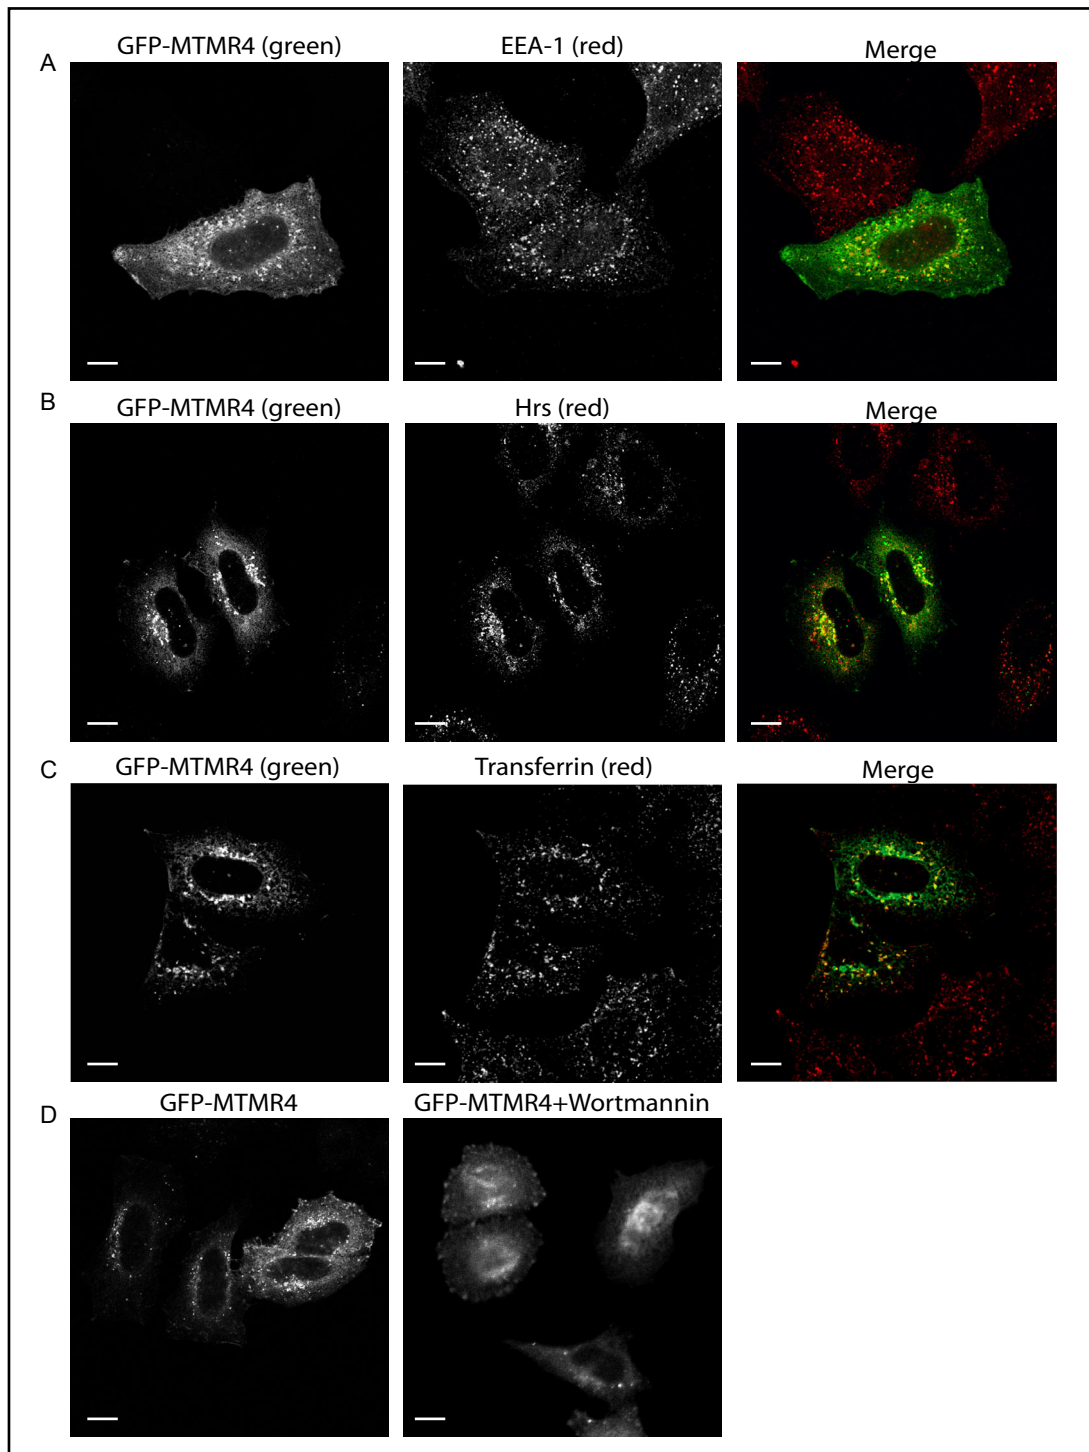 A
GFP-MTMR4 (green)
EEA-1 (red)
Merge
B
GFP-MTMR4 (green)
Hrs (red)
Merge
C
GFP-MTMR4 (green)
Transferrin (red)
Merge
D
GFP-MTMR4
GFP-MTMR4+Wortmannin